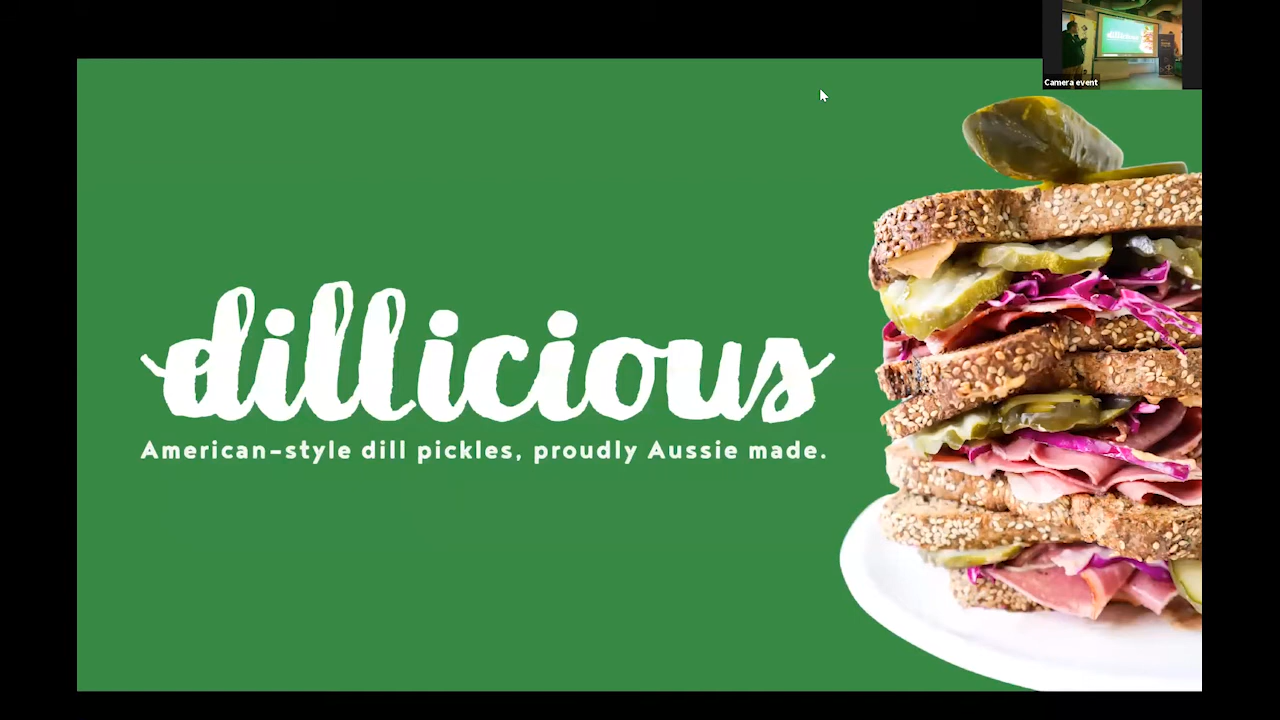 Camera event
dillicious
American-style dill pickles, proudly Aussie made.